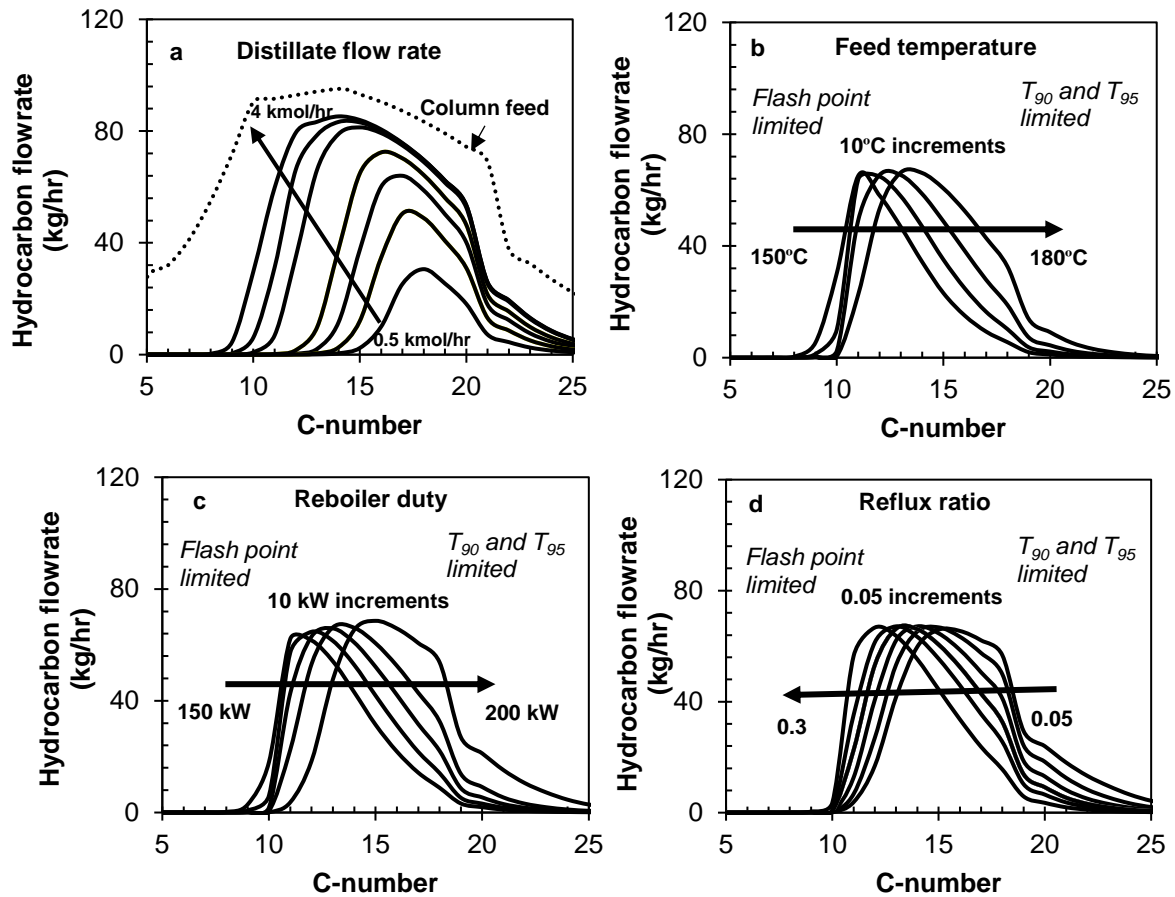 a
Distillate flow rate
4 kmol/hr
Column feed
0.5 kmol/hr
120
80
40
0
5
10
15
20
25
Hydrocarbon flowrate
(kg/hr)
C-number
b
Feed temperature
Flash point
limited
T90 and T95
limited
10ºC increments
150ºC
180ºC
120
80
40
0
5
10
15
20
25
Hydrocarbon flowrate
(kg/hr)
C-number
c
Reboiler duty
Flash point
limited
T90 and T95
limited
10 kW increments
150 kW
200 kW
120
80
40
0
5
10
15
20
25
Hydrocarbon flowrate
(kg/hr)
C-number
d
Reflux ratio
Flash point
limited
T90 and T95
limited
0.05 increments
0.3
0.05
120
80
40
0
5
10
15
20
25
Hydrocarbon flowrate
(kg/hr)
C-number